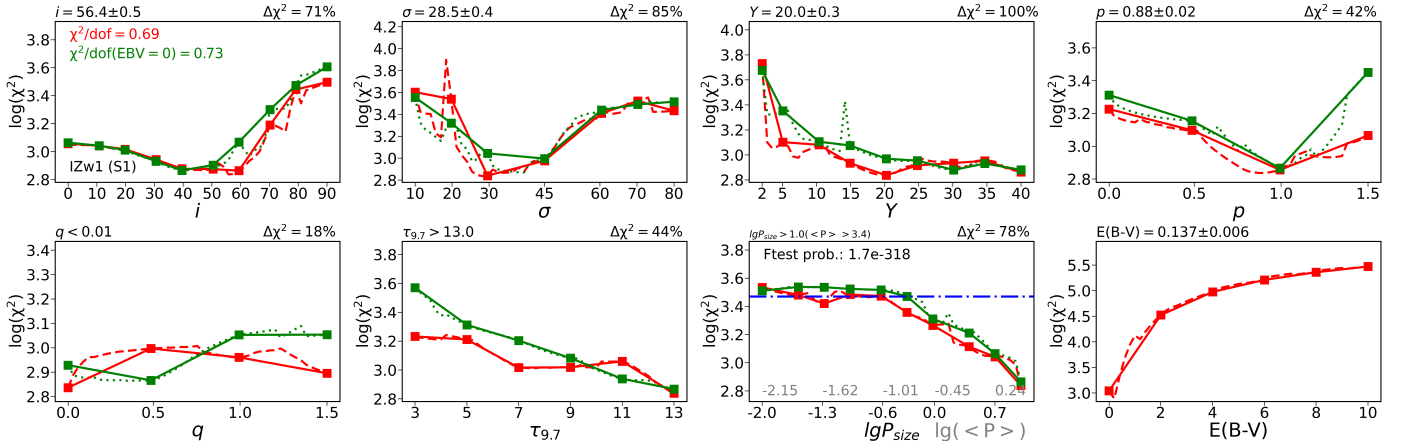 i = 56.4±0.5 Δχ² = 71%
χ²/dof = 0.69
χ²/dof(EBV = 0) = 0.73
IZw1 (S1)
log(χ²)
3.8
3.6
3.4
3.2
3.0
2.8
0 10 20 30 40 50 60 70 80 90
i
σ = 28.5±0.4 Δχ² = 85%
log(χ²)
4.2
4.0
3.8
3.6
3.4
3.2
3.0
2.8
10 20 30 45 60 70 80
σ
Y = 20.0±0.3 Δχ² = 100%
log(χ²)
4.0
3.8
3.6
3.4
3.2
3.0
2.8
2 5 10 15 20 25 30 35 40
Y
p = 0.88±0.02 Δχ² = 42%
log(χ²)
3.6
3.4
3.2
3.0
2.8
0.0 0.5 1.0 1.5
p
q < 0.01 Δχ² = 18%
log(χ²)
3.4
3.3
3.2
3.1
3.0
2.9
2.8
0.0 0.5 1.0 1.5
q
τ9.7 > 13.0 Δχ² = 44%
log(χ²)
3.8
3.6
3.4
3.2
3.0
2.8
3 5 7 9 11 13
τ9.7
lgPsize > 1.0(<P> > 3.4) Δχ² = 78%
Ftest prob.: 1.7e-318
log(χ²)
3.8
3.6
3.4
3.2
3.0
2.8
-2.15 -1.62 -1.01 -0.45 0.24
-2.0 -1.3 -0.6 0.0 0.7
lgPsize lg(<P>)
E(B-V) = 0.137±0.006
log(χ²)
5.5
5.0
4.5
4.0
3.5
3.0
0 2 4 6 8 10
E(B-V)